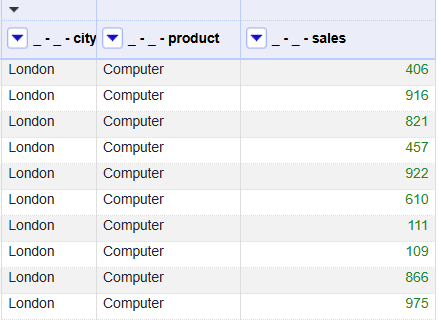 _ - _ - city _ - _ - product _ - _ - sales
London Computer 406
London Computer 916
London Computer 821
London Computer 457
London Computer 922
London Computer 610
London Computer 111
London Computer 109
London Computer 866
London Computer 975